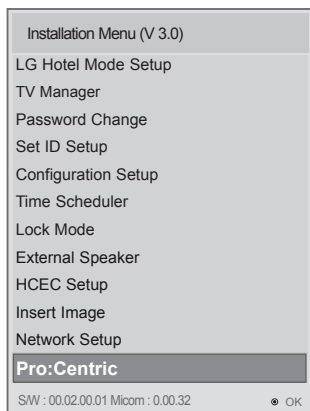 Installation Menu (V 3.0)
LG Hotel Mode Setup
TV Manager
Password Change
Set ID Setup
Configuration Setup
Time Scheduler
Lock Mode
External Speaker
HCEC Setup
Insert Image
Network Setup
Pro:Centric
S/W : 00.02.00.01 Micom : 0.00.32 ◉ OK